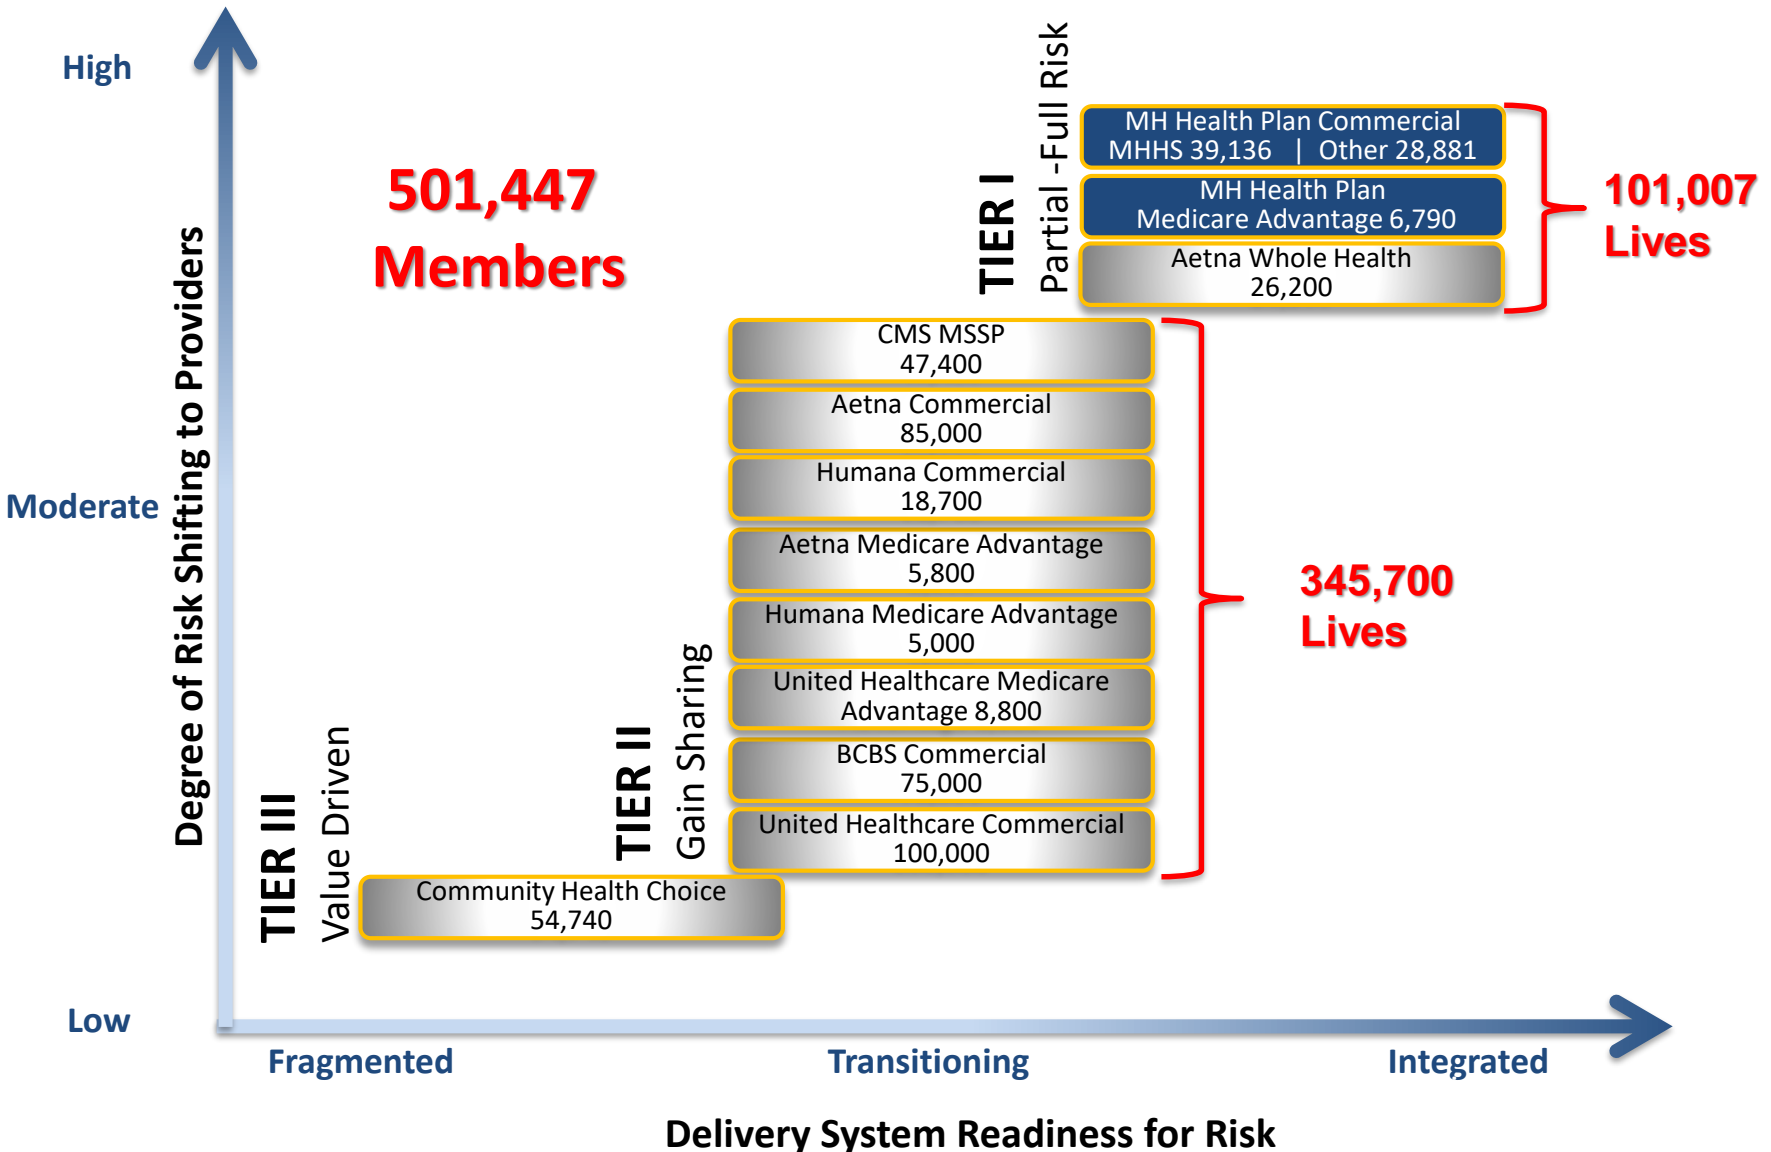 High
Moderate
Low
Degree of Risk Shifting to Providers
501,447
Members
TIER I
Partial -Full Risk
MH Health Plan Commercial
MHHS 39,136 | Other 28,881
MH Health Plan
Medicare Advantage 6,790
Aetna Whole Health
26,200
101,007
Lives
TIER II
Gain Sharing
CMS MSSP
47,400
Aetna Commercial
85,000
Humana Commercial
18,700
Aetna Medicare Advantage
5,800
Humana Medicare Advantage
5,000
United Healthcare Medicare
Advantage 8,800
BCBS Commercial
75,000
United Healthcare Commercial
100,000
345,700
Lives
TIER III
Value Driven
Community Health Choice
54,740
Fragmented
Transitioning
Integrated
Delivery System Readiness for Risk